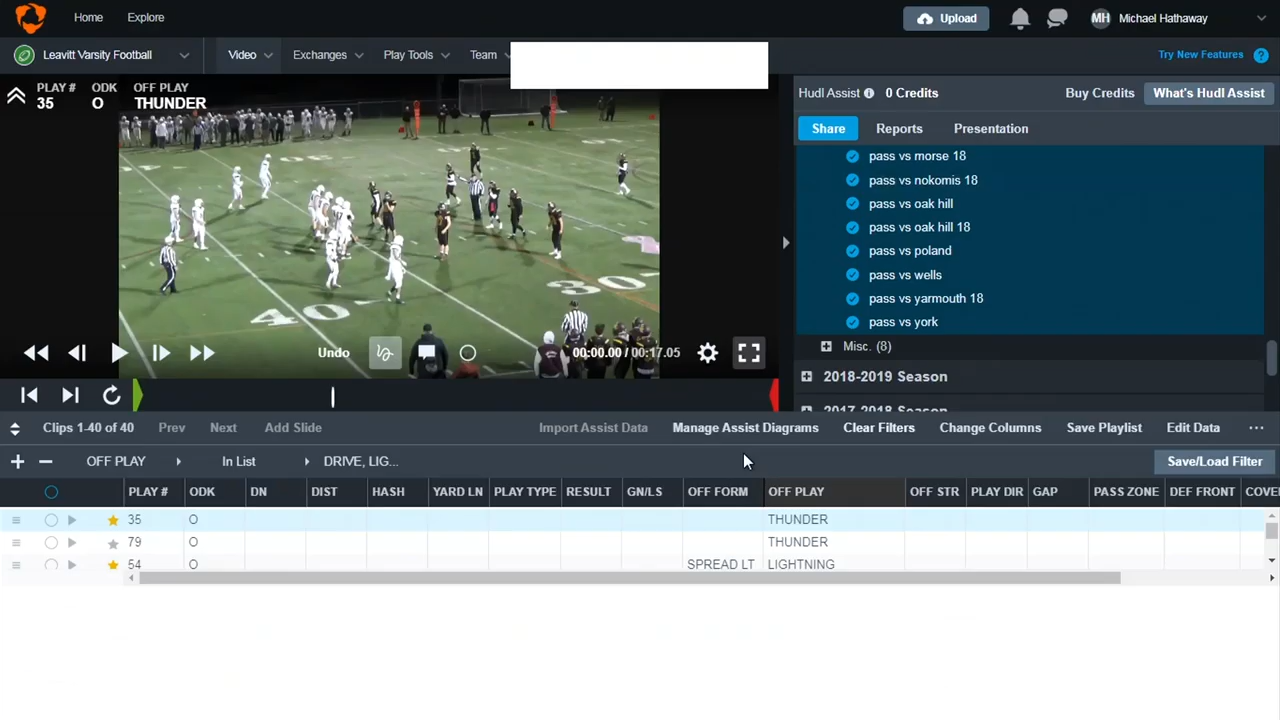 Home Explore Upload MH Michael Hathaway
Leavitt Varsity Football Video Exchanges Play Tools Team Try New Features ?
PLAY # ODK OFF PLAY
35 O THUNDER
40
30
Undo 00:00.00 / 00:17.05
Hudl Assist 0 Credits Buy Credits What's Hudl Assist
Share Reports Presentation
pass vs morse 18
pass vs nokomis 18
pass vs oak hill
pass vs oak hill 18
pass vs poland
pass vs wells
pass vs yarmouth 18
pass vs york
Misc. (8)
2018-2019 Season
2017-2018 Season
Clips 1-40 of 40 Prev Next Add Slide Import Assist Data Manage Assist Diagrams Clear Filters Change Columns Save Playlist Edit Data ...
OFF PLAY In List DRIVE, LIG... Save/Load Filter
PLAY # ODK DN DIST HASH YARD LN PLAY TYPE RESULT GN/LS OFF FORM OFF PLAY OFF STR PLAY DIR GAP PASS ZONE DEF FRONT COVE
35 O THUNDER
79 O THUNDER
54 O SPREAD LT LIGHTNING